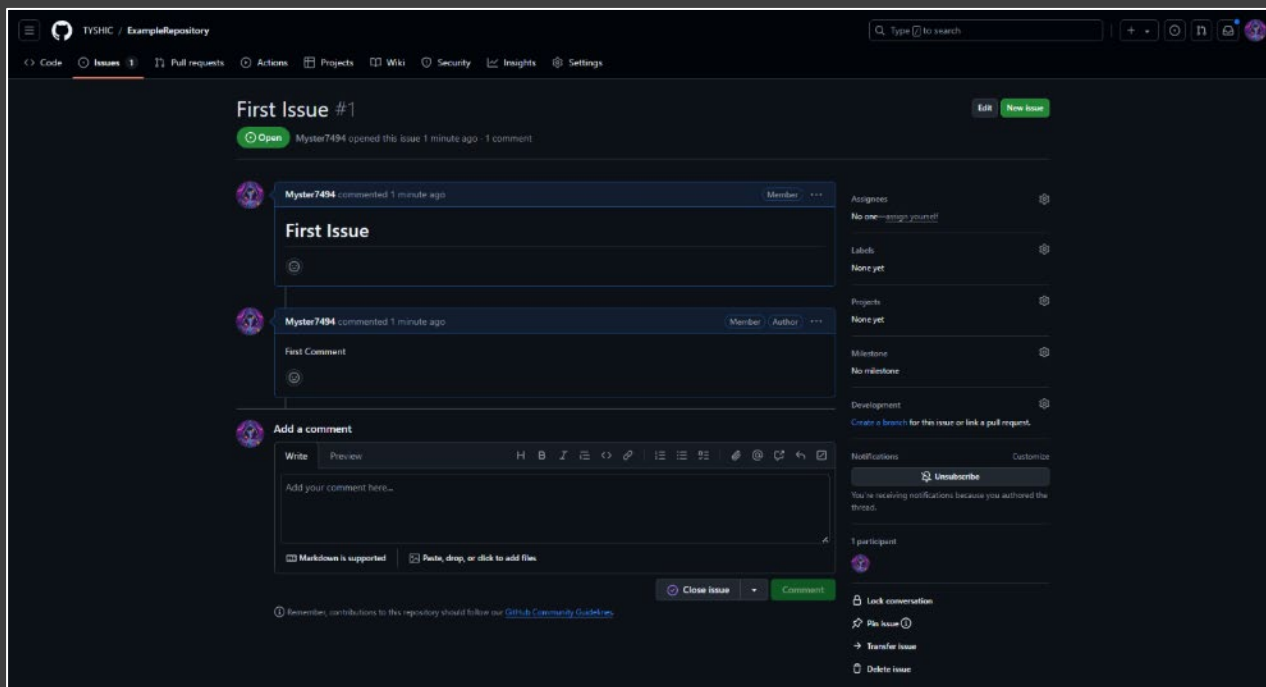 TYSHIC / ExampleRepository
Type / to search
Code Issues 1 Pull requests Actions Projects Wiki Security Insights Settings
First Issue #1
Edit New issue
Open Myster7494 opened this issue 1 minute ago · 1 comment
Myster7494 commented 1 minute ago Member
First Issue
Myster7494 commented 1 minute ago Member Author
First Comment
Add a comment
Write Preview
Add your comment here...
Markdown is supported Paste, drop, or click to add files
Close issue Comment
Remember, contributions to this repository should follow our GitHub Community Guidelines.
Assignees
No one—assign yourself
Labels
None yet
Projects
None yet
Milestone
No milestone
Development
Create a branch for this issue or link a pull request.
Notifications Customize
Unsubscribe
You're receiving notifications because you authored the
thread.
1 participant
Lock conversation
Pin issue
Transfer issue
Delete issue